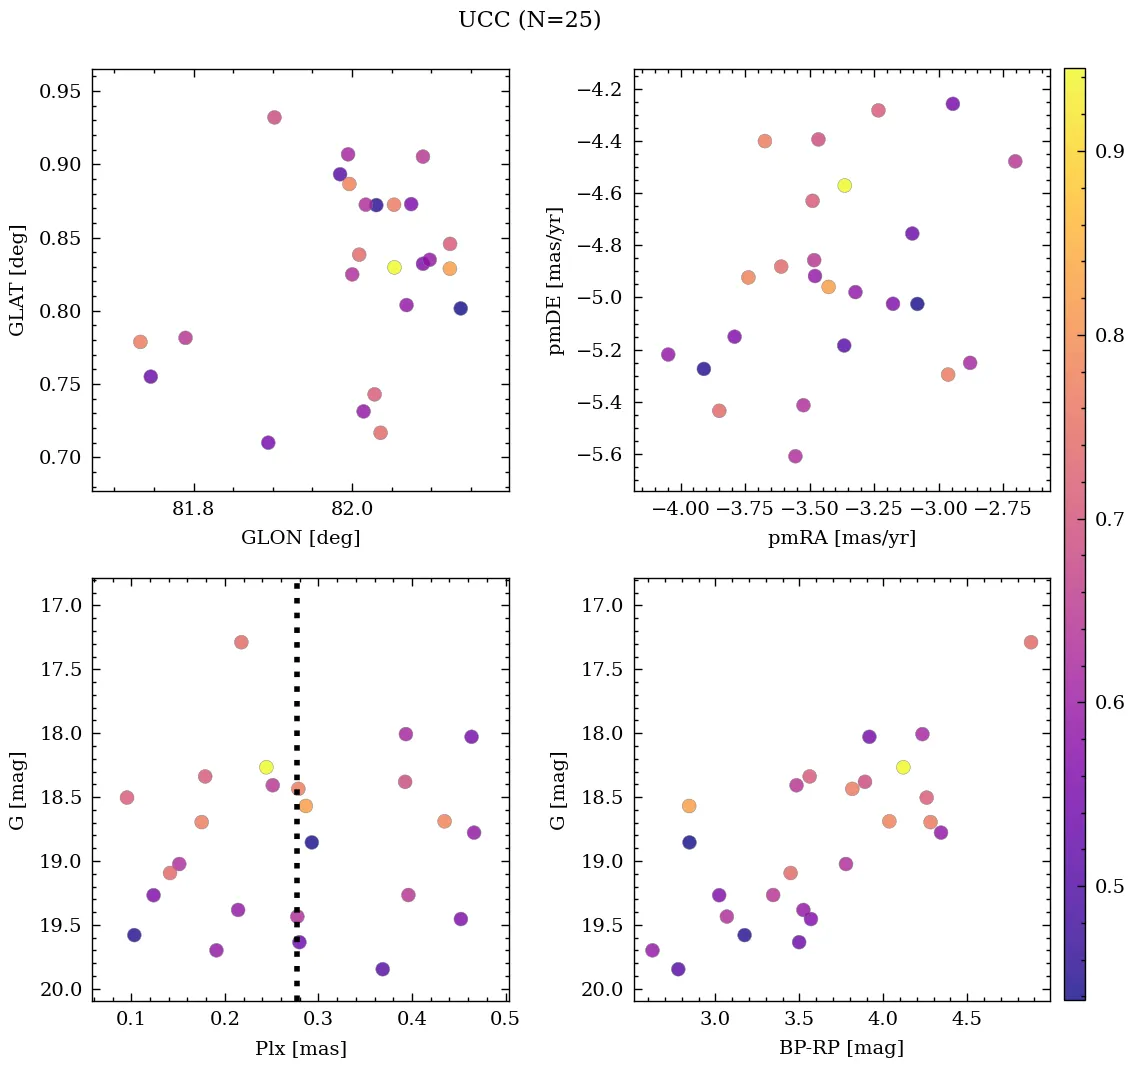 UCC (N=25)
0.95
0.90
0.85
0.80
0.75
0.70
GLAT [deg]
81.8 82.0
GLON [deg]
−4.2
−4.4
−4.6
−4.8
−5.0
−5.2
−5.4
−5.6
pmDE [mas/yr]
−4.00 −3.75 −3.50 −3.25 −3.00 −2.75
pmRA [mas/yr]
17.0
17.5
18.0
18.5
19.0
19.5
20.0
G [mag]
0.1 0.2 0.3 0.4 0.5
Plx [mas]
17.0
17.5
18.0
18.5
19.0
19.5
20.0
G [mag]
3.0 3.5 4.0 4.5
BP-RP [mag]
0.9
0.8
0.7
0.6
0.5